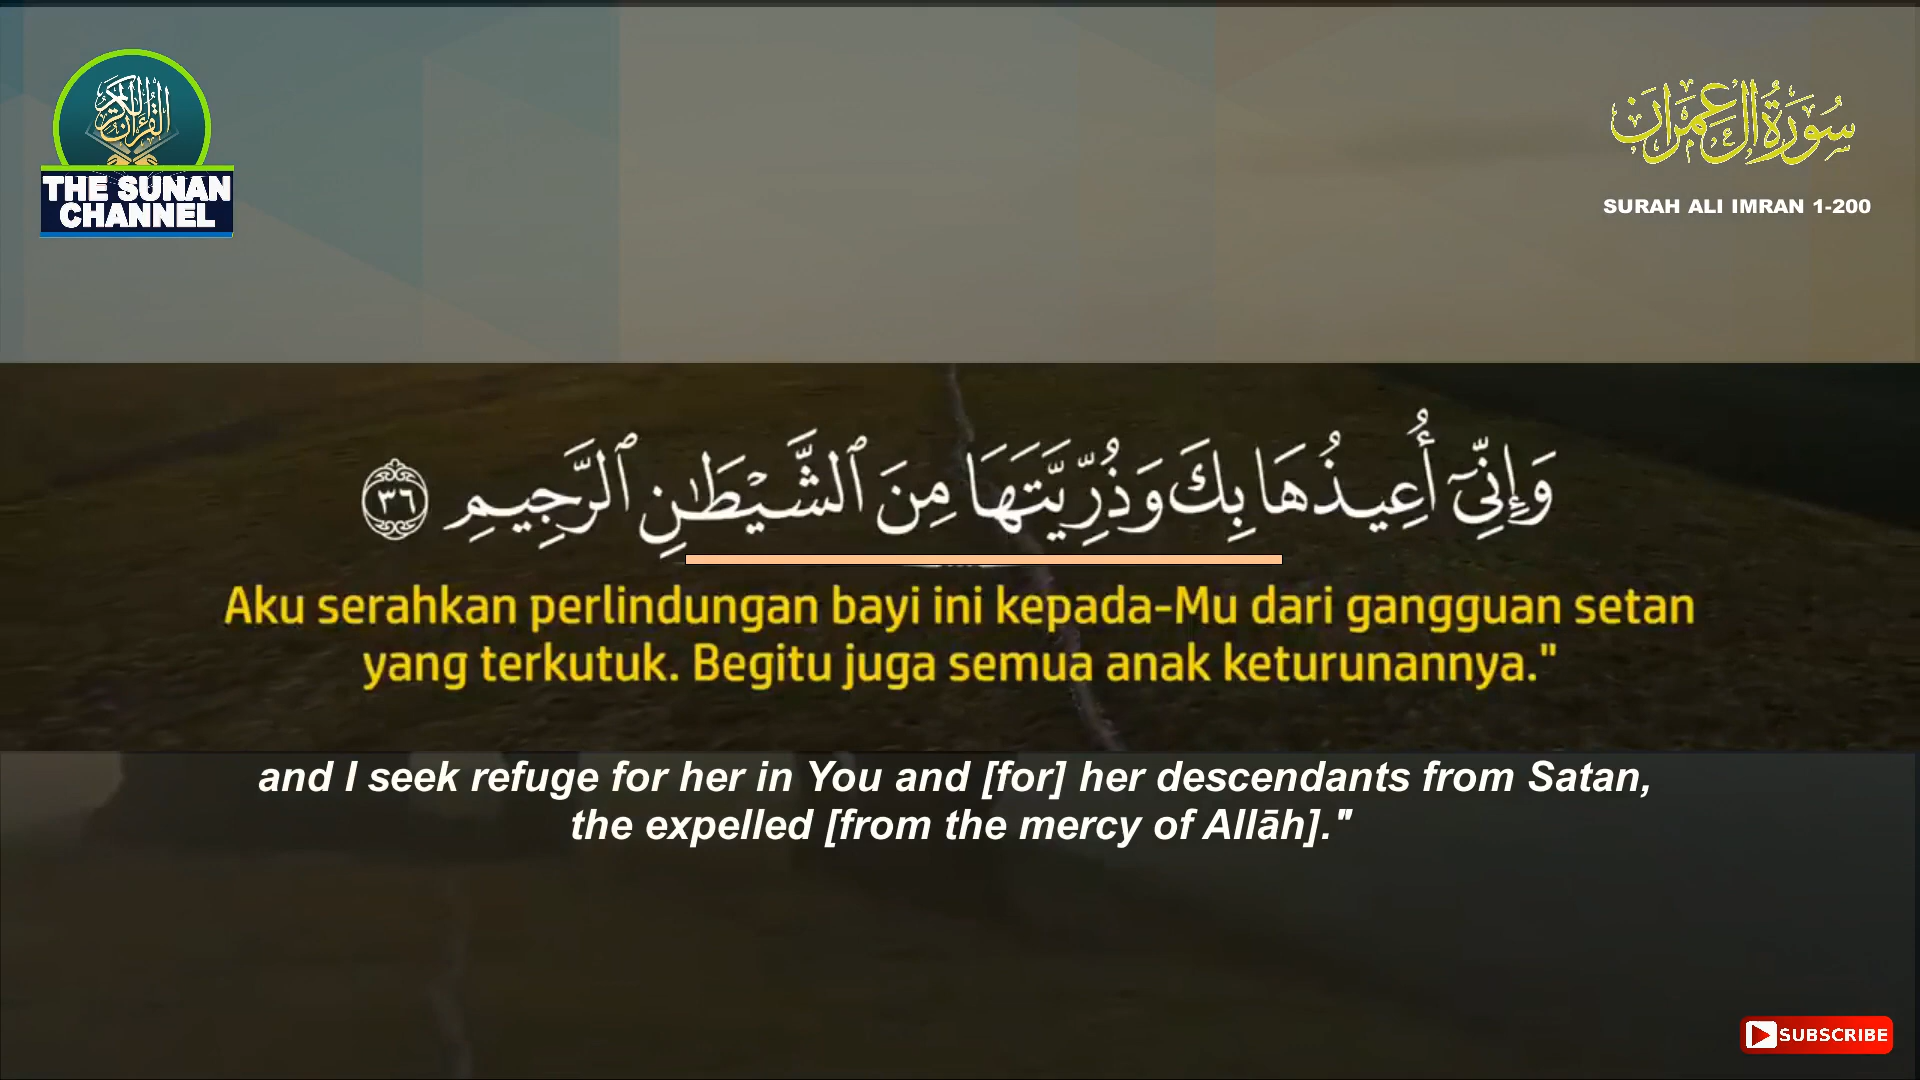 القرآن الكريم
THE SUNAN
CHANNEL
سُورَةُ آل عِمْرَان
SURAH ALI IMRAN 1-200
وَإِنِّىٓ أُعِيذُهَا بِكَ وَذُرِّيَّتَهَا مِنَ ٱلشَّيْطَٰنِ ٱلرَّجِيمِ ٣٦
Aku serahkan perlindungan bayi ini kepada-Mu dari gangguan setan
yang terkutuk. Begitu juga semua anak keturunannya."
and I seek refuge for her in You and [for] her descendants from Satan,
the expelled [from the mercy of Allāh]."
SUBSCRIBE